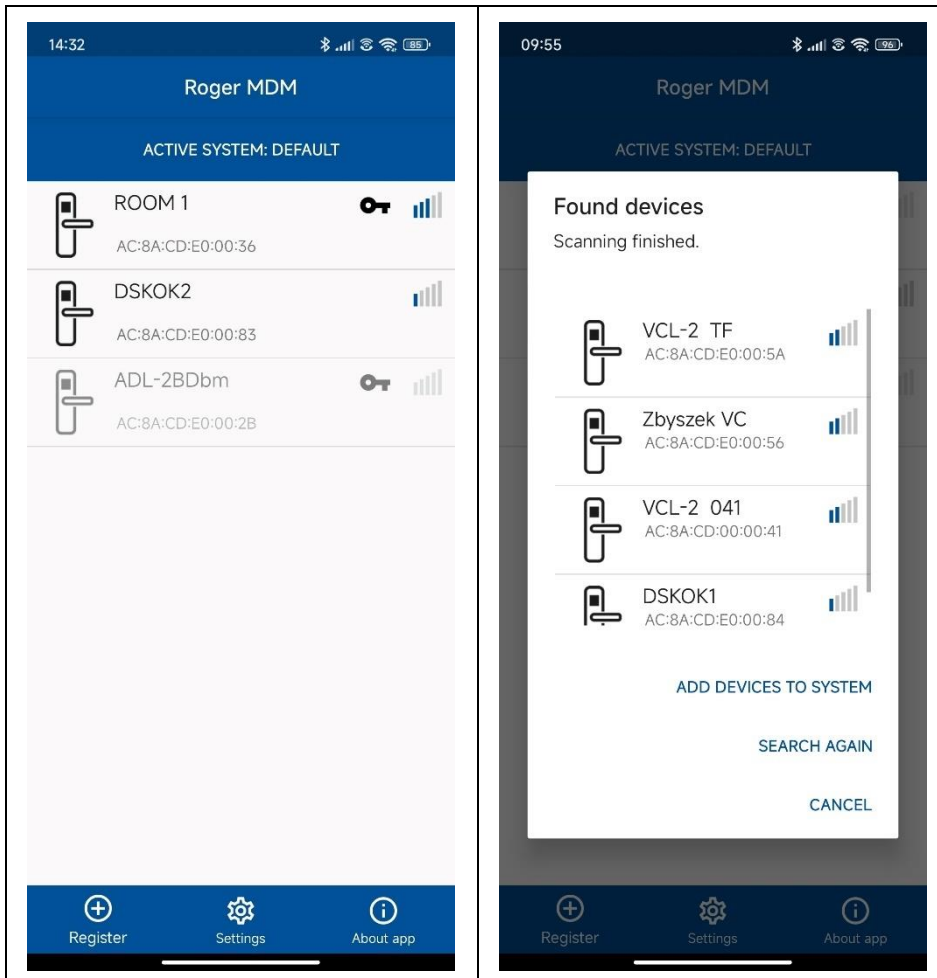 14:32
85
Roger MDM
ACTIVE SYSTEM: DEFAULT
ROOM 1
AC:8A:CD:E0:00:36
DSKOK2
AC:8A:CD:E0:00:83
ADL-2BDbm
AC:8A:CD:E0:00:2B
Register
Settings
About app
09:55
96
Roger MDM
ACTIVE SYSTEM: DEFAULT
Found devices
Scanning finished.
VCL-2 TF
AC:8A:CD:E0:00:5A
Zbyszek VC
AC:8A:CD:E0:00:56
VCL-2 041
AC:8A:CD:00:00:41
DSKOK1
AC:8A:CD:E0:00:84
ADD DEVICES TO SYSTEM
SEARCH AGAIN
CANCEL
Register
Settings
About app